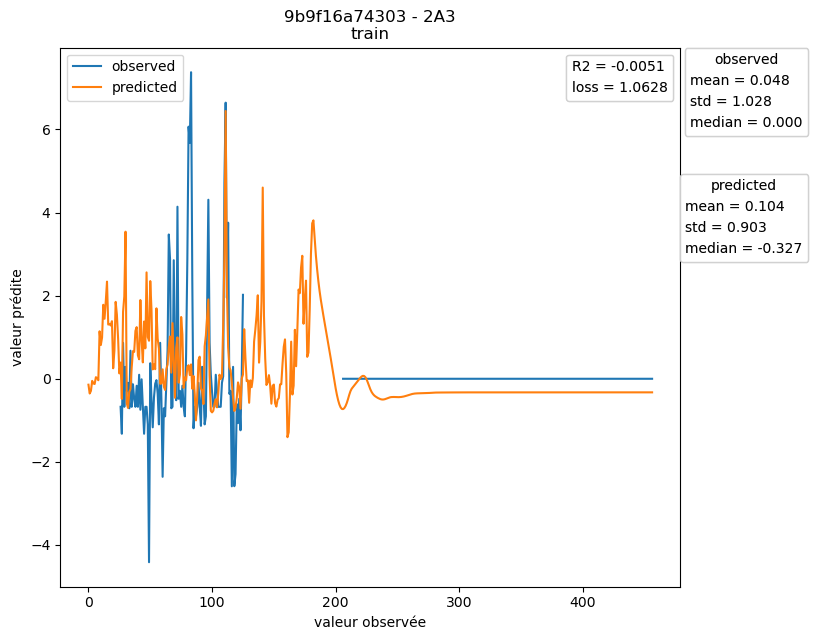 9b9f16a74303 - 2A3
train
observed
predicted
R2 = -0.0051
loss = 1.0628
observed
mean = 0.048
std = 1.028
median = 0.000
predicted
mean = 0.104
std = 0.903
median = -0.327
valeur prédite
6
4
2
0
−2
−4
0
100
200
300
400
valeur observée